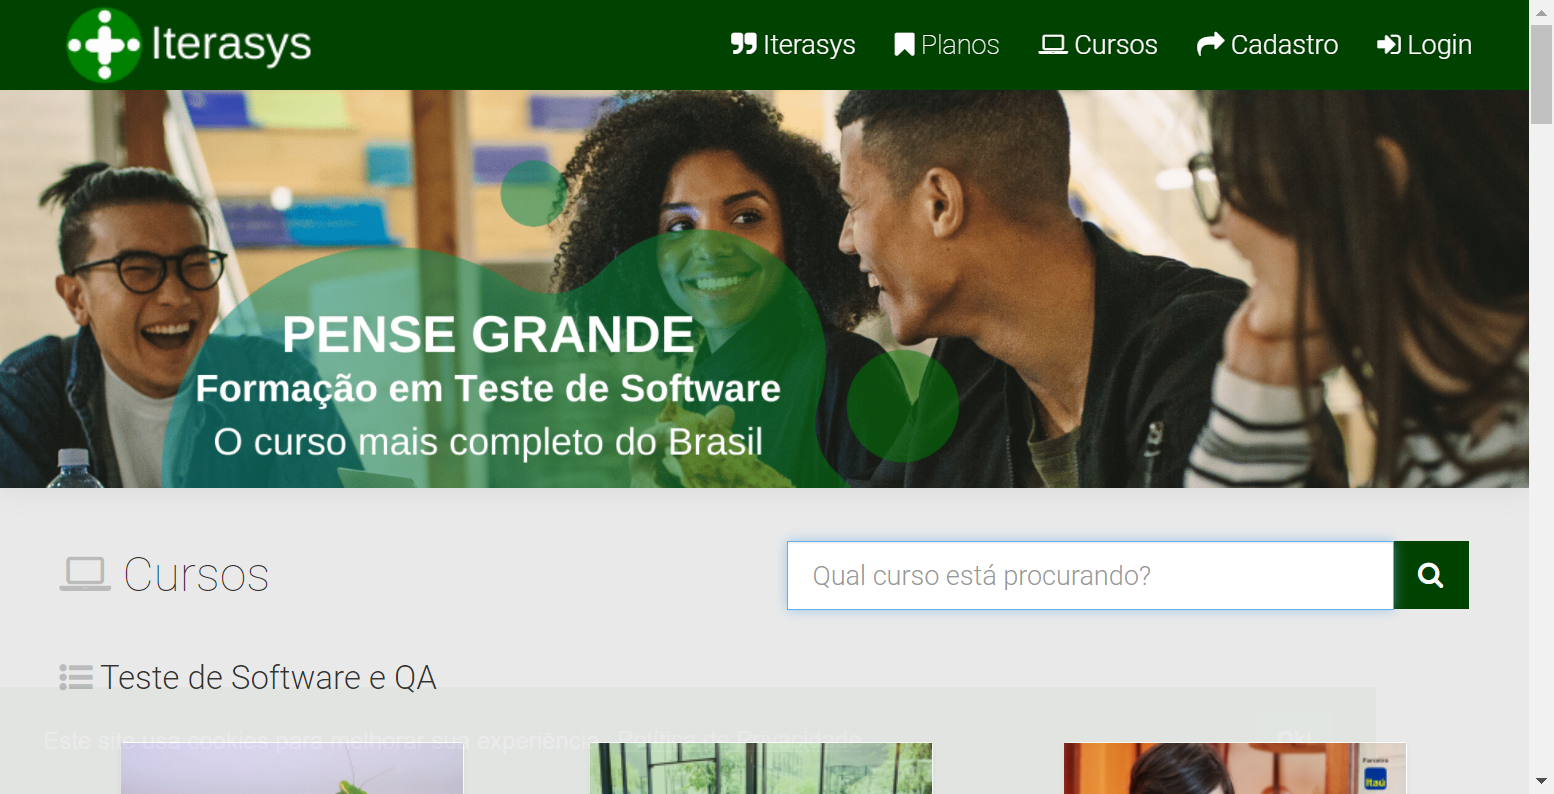 Iterasys
Iterasys Planos Cursos Cadastro Login
PENSE GRANDE
Formação em Teste de Software
O curso mais completo do Brasil
Cursos
Qual curso está procurando?
Teste de Software e QA
Este site usa cookies para melhorar sua experiência. Política de Privacidade
Ok!
Parceiro
Itaú